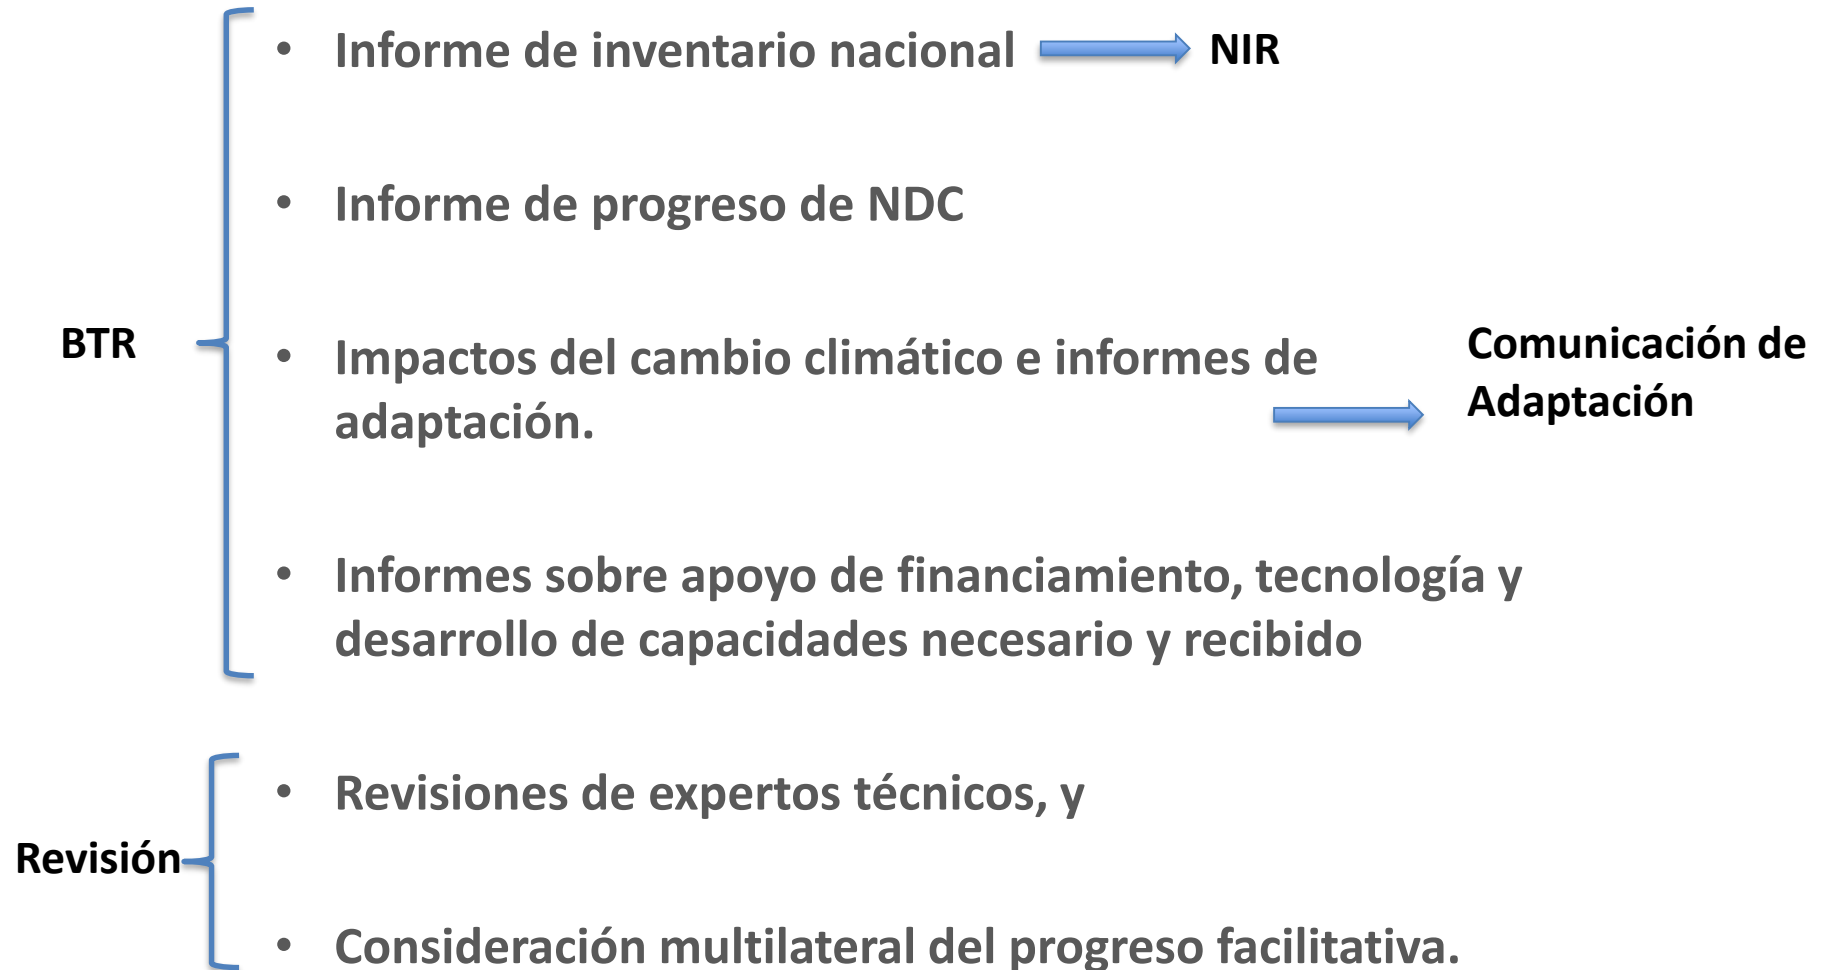 • Informe de inventario nacional NIR
• Informe de progreso de NDC
BTR
• Impactos del cambio climático e informes de
adaptación.
Comunicación de
Adaptación
• Informes sobre apoyo de financiamiento, tecnología y
desarrollo de capacidades necesario y recibido
Revisión
• Revisiones de expertos técnicos, y
• Consideración multilateral del progreso facilitativa.